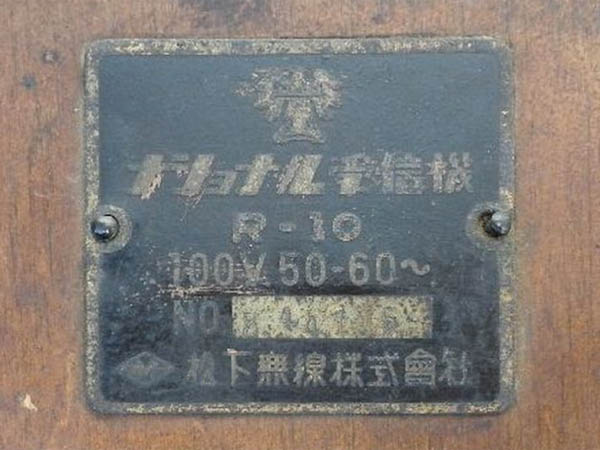 ナショナル受信機
R-10
100V 50-60～
NO
松下無線株式會社